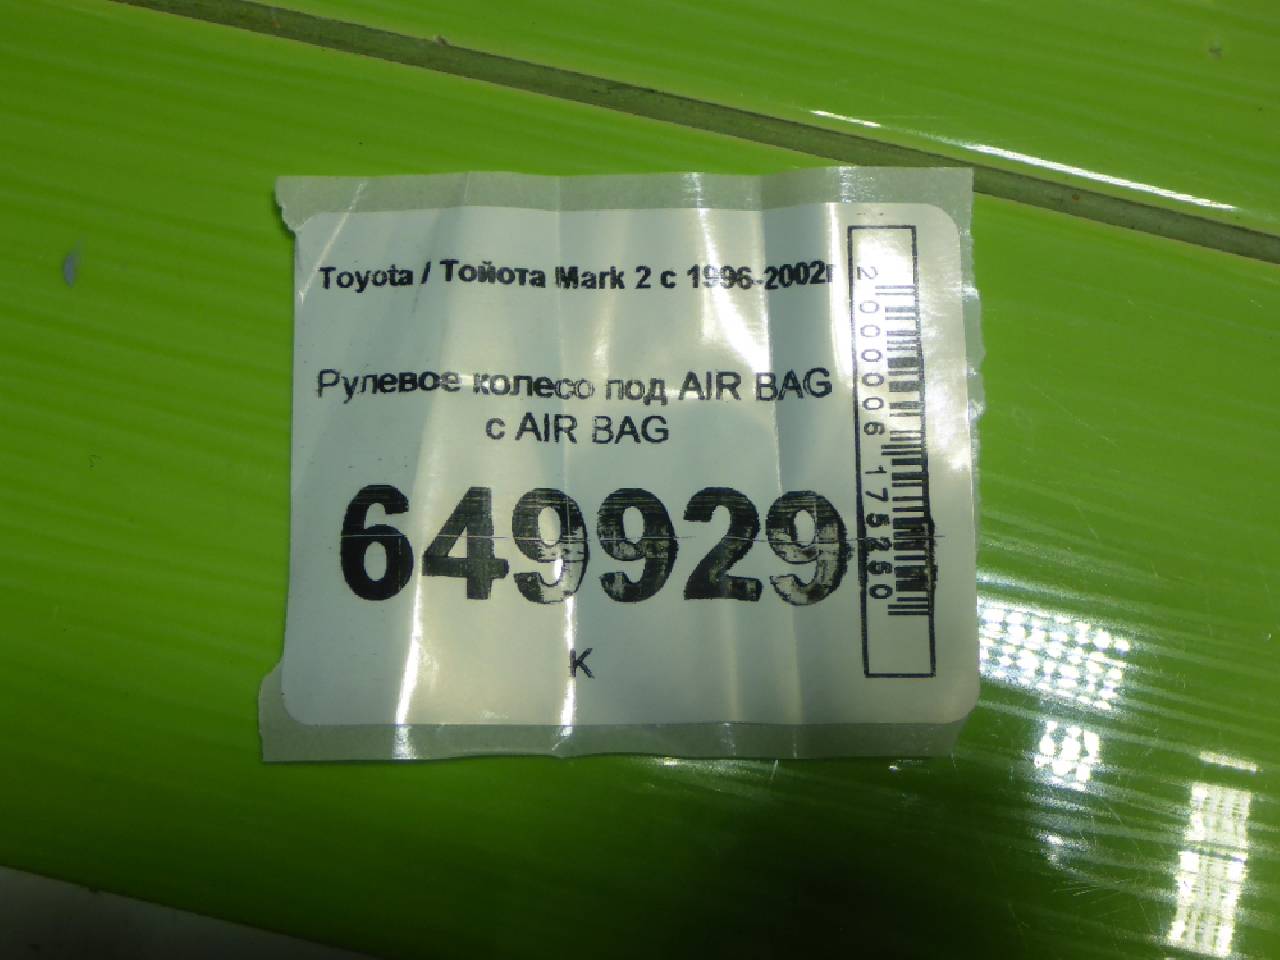 Toyota / Тойота Mark 2 с 1996-2002г
Рулевое колесо под AIR BAG
с AIR BAG
649929
К
2000006175250